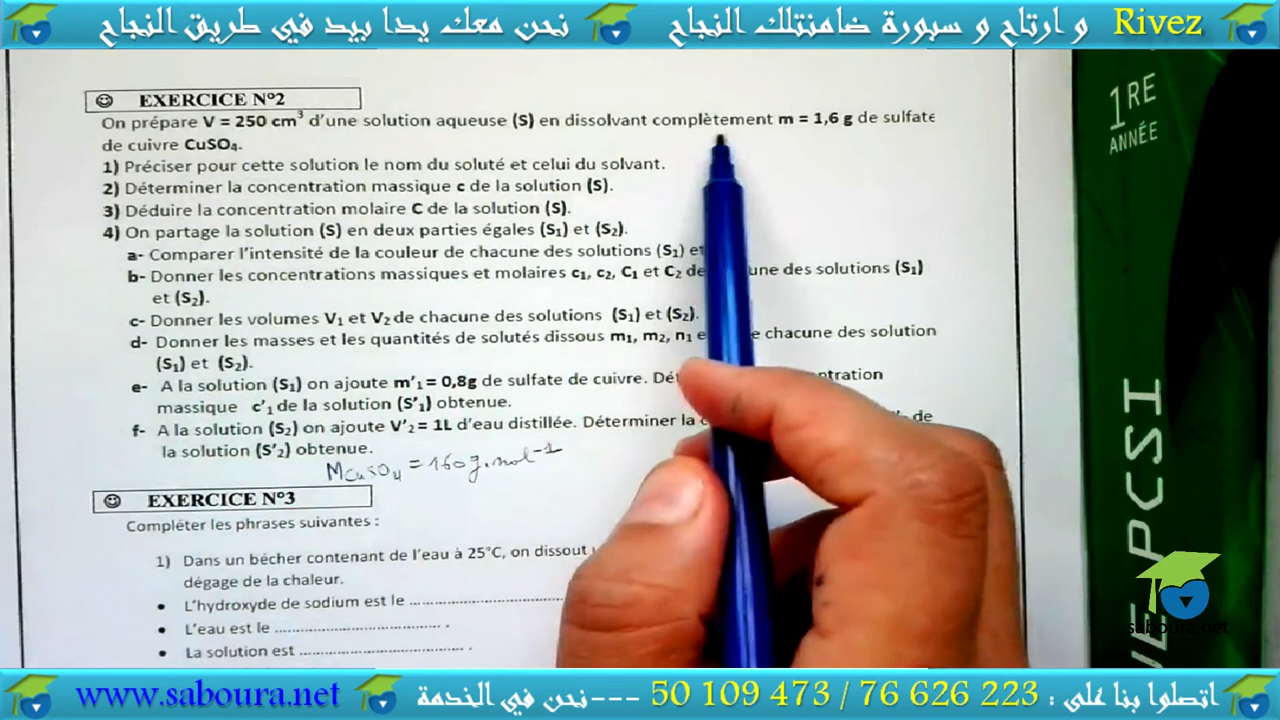 Rivez و ارتاح و سبورة ضامنتلك النجاح نحن معك يدا بيد في طريق النجاح
1RE
ANNÉE
PCSI
EXERCICE N°2
On prépare V = 250 cm³ d'une solution aqueuse (S) en dissolvant complètement m = 1,6 g de sulfate
de cuivre CuSO₄.
1) Préciser pour cette solution le nom du soluté et celui du solvant.
2) Déterminer la concentration massique c de la solution (S).
3) Déduire la concentration molaire C de la solution (S).
4) On partage la solution (S) en deux parties égales (S₁) et (S₂).
a- Comparer l'intensité de la couleur de chacune des solutions (S₁) et
b- Donner les concentrations massiques et molaires c₁, c₂, C₁ et C₂ de une des solutions (S₁)
et (S₂).
c- Donner les volumes V₁ et V₂ de chacune des solutions (S₁) et (S₂).
d- Donner les masses et les quantités de solutés dissous m₁, m₂, n₁ e chacune des solution
(S₁) et (S₂).
e- A la solution (S₁) on ajoute m'₁ = 0,8g de sulfate de cuivre. Dét entration
massique c'₁ de la solution (S'₁) obtenue.
f- A la solution (S₂) on ajoute V'₂ = 1L d'eau distillée. Déterminer la de
la solution (S'₂) obtenue.
MCuSO₄ = 160 g.mol⁻¹
EXERCICE N°3
Compléter les phrases suivantes :
1) Dans un bécher contenant de l'eau à 25°C, on dissout
dégage de la chaleur.
• L'hydroxyde de sodium est le ........................................
• L'eau est le .......................................... .
• La solution est .......................................... .
saboura.net
www.saboura.net اتصلوا بنا على : 50 109 473 / 76 626 223 ---نحن في الخدمة